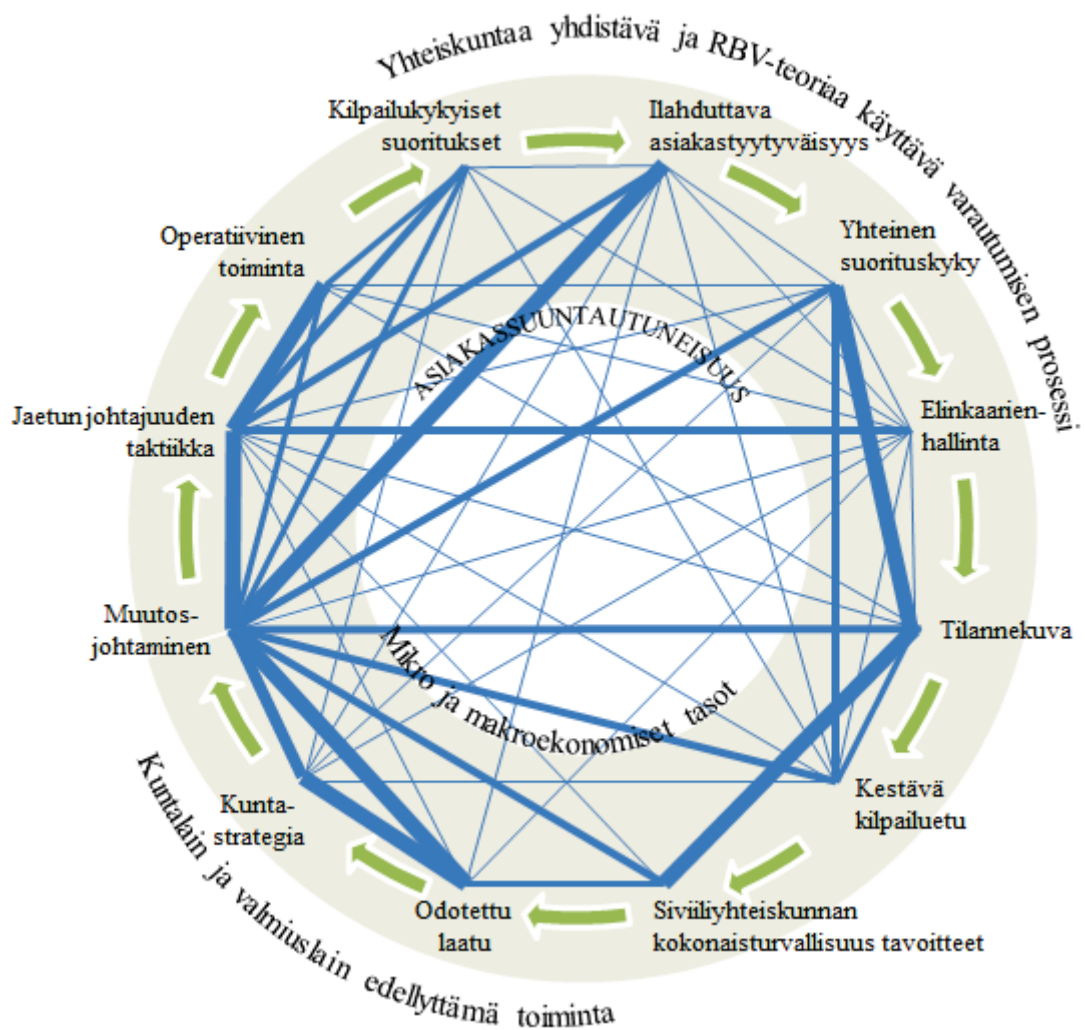 Yhteiskuntaa yhdistävä ja RBV-teoriaa käyttävä varautumisen prosessi
Kilpailukykyiset
suoritukset
Ilahduttava
asiakastyytyväisyys
Operatiivinen
toiminta
Yhteinen
suorituskyky
ASIAKASSUUNTAUTUNEISUUS
Jaetun johtajuuden
taktiikka
Elinkaarien-
hallinta
Muutos-
johtaminen
Tilannekuva
Mikro ja makroekonomiset tasot
Kunta-
strategia
Kestävä
kilpailuetu
Odotettu
laatu
Siviiliyhteiskunnan
kokonaisturvallisuus tavoitteet
Kuntalain ja valmiuslain edellyttämä toiminta